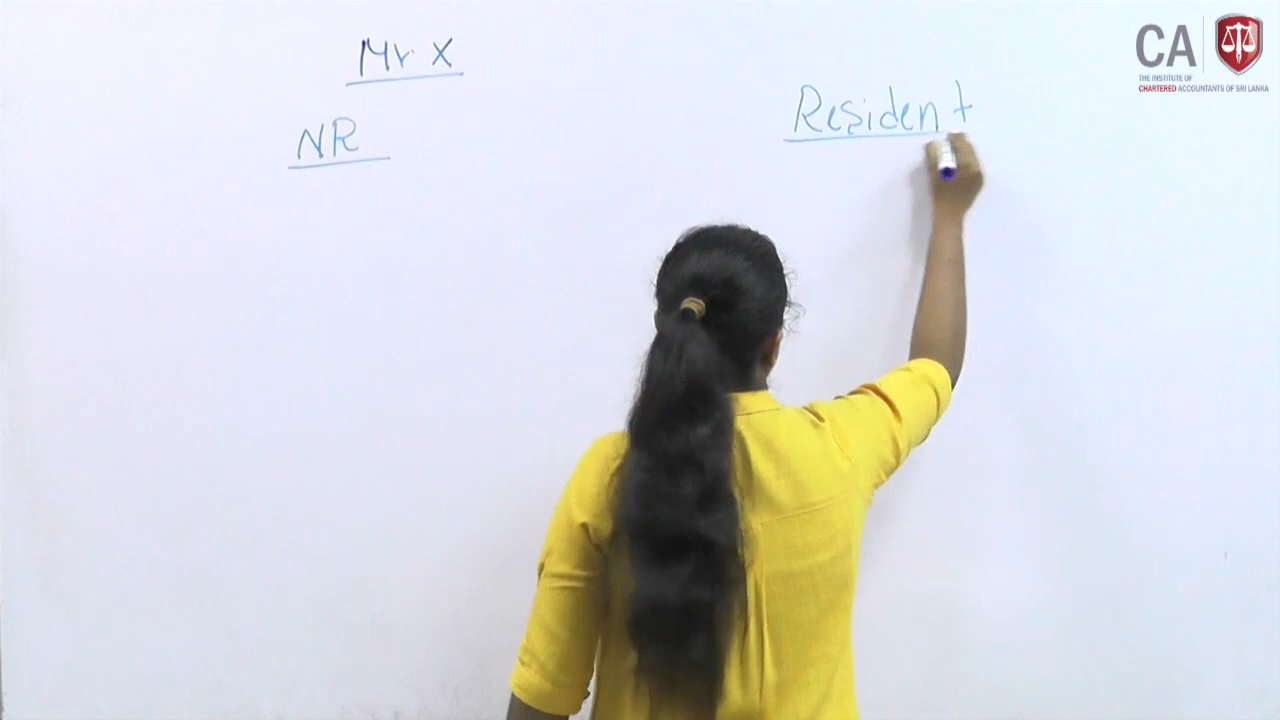 Mr. X
NR
Resident
CA
THE INSTITUTE OF
CHARTERED ACCOUNTANTS OF SRI LANKA